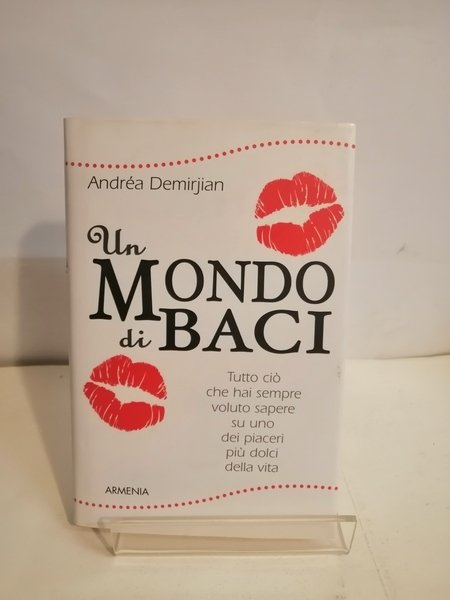 Andréa Demirjian
Un
MONDO
di BACI
Tutto ciò
che hai sempre
voluto sapere
su uno
dei piaceri
più dolci
della vita
ARMENIA